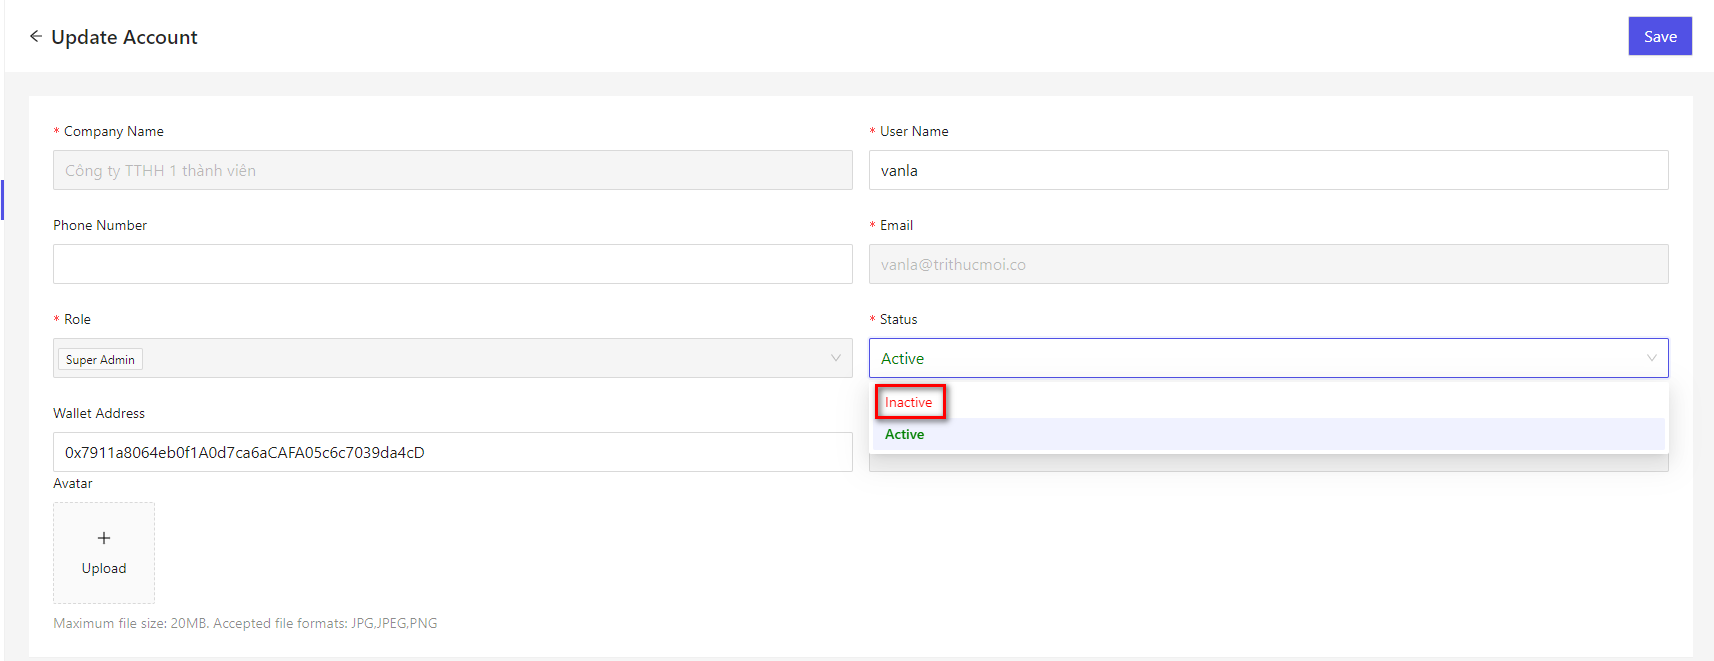 Update Account
Save
* Company Name
Công ty TTHH 1 thành viên
* User Name
vanla
Phone Number
* Email
vanla@trithucmoi.co
* Role
Super Admin
* Status
Active
Inactive
Active
Wallet Address
0x7911a8064eb0f1A0d7ca6aCAFA05c6c7039da4cD
Avatar
+
Upload
Maximum file size: 20MB. Accepted file formats: JPG,JPEG,PNG